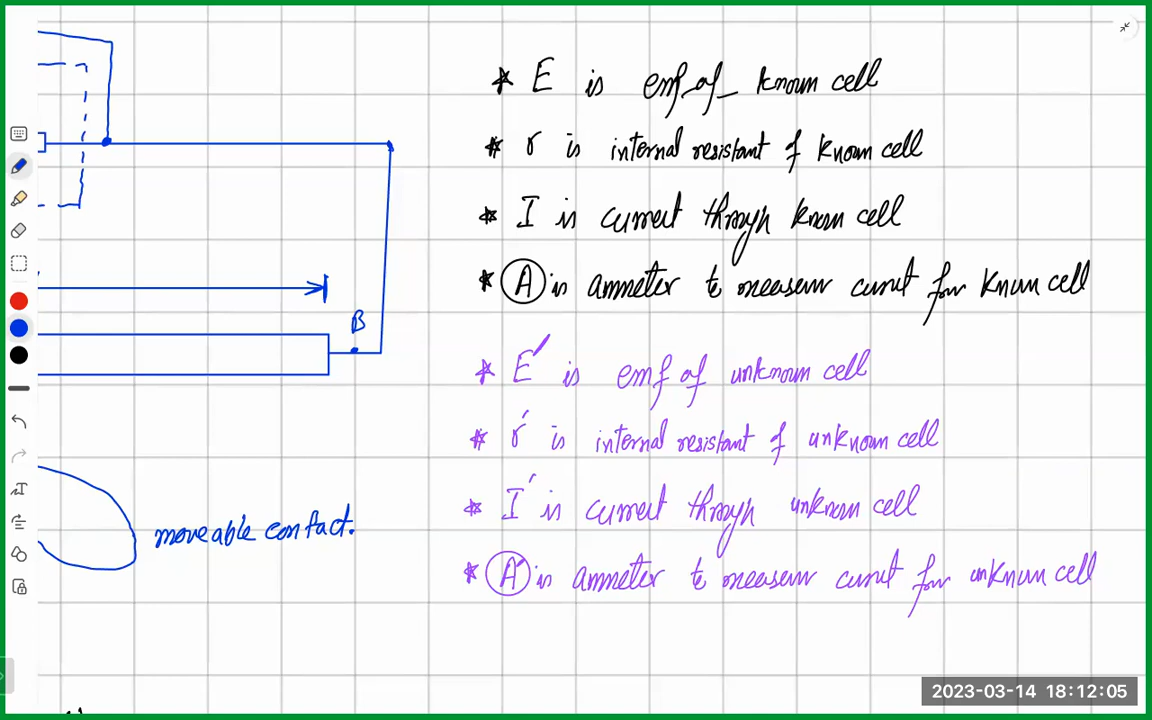 * E is emf of known cell
* r is internal resistant of known cell
* I is current through known cell
* A is ammeter to measure current for known cell
B
* E' is emf of unknown cell
* r' is internal resistant of unknown cell
* I' is current through unknown cell
moveable contact.
* A' is ammeter to measure current for unknown cell
2023-03-14 18:12:05